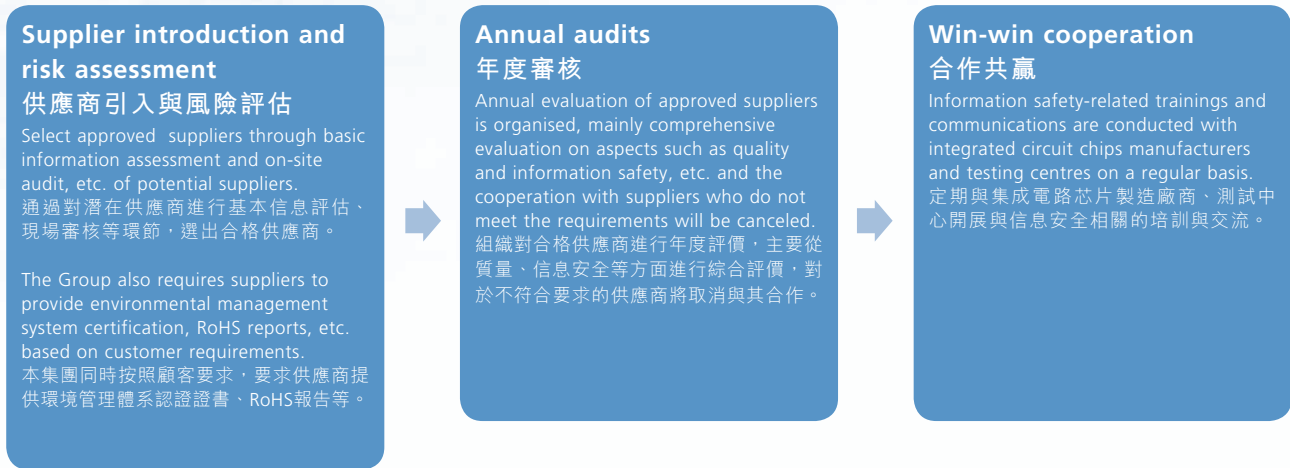 Supplier introduction and
risk assessment
供應商引入與風險評估
Select approved suppliers through basic
information assessment and on-site
audit, etc. of potential suppliers.
通過對潛在供應商進行基本信息評估、
現場審核等環節，選出合格供應商。
The Group also requires suppliers to
provide environmental management
system certification, RoHS reports, etc.
based on customer requirements.
本集團同時按照顧客要求，要求供應商提
供環境管理體系認證證書、RoHS報告等。
Annual audits
年度審核
Annual evaluation of approved suppliers
is organised, mainly comprehensive
evaluation on aspects such as quality
and information safety, etc. and the
cooperation with suppliers who do not
meet the requirements will be canceled.
組織對合格供應商進行年度評價，主要從
質量、信息安全等方面進行綜合評價，對
於不符合要求的供應商將取消與其合作。
Win-win cooperation
合作共贏
Information safety-related trainings and
communications are conducted with
integrated circuit chips manufacturers
and testing centres on a regular basis.
定期與集成電路芯片製造廠商、測試中
心開展與信息安全相關的培訓與交流。